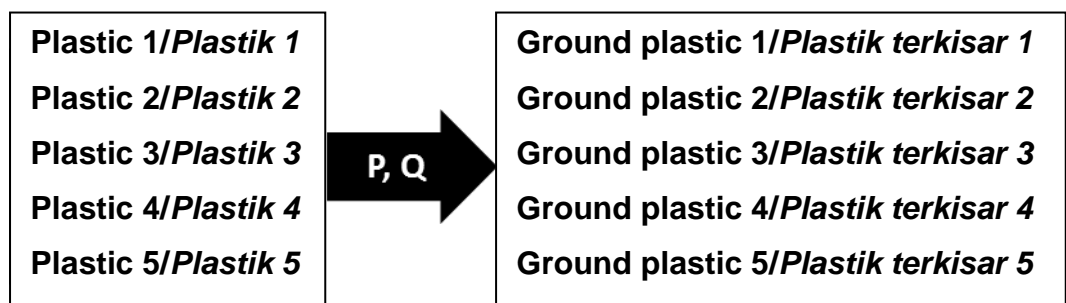 Plastic 1/Plastik 1
Plastic 2/Plastik 2
Plastic 3/Plastik 3
Plastic 4/Plastik 4
Plastic 5/Plastik 5
P, Q
Ground plastic 1/Plastik terkisar 1
Ground plastic 2/Plastik terkisar 2
Ground plastic 3/Plastik terkisar 3
Ground plastic 4/Plastik terkisar 4
Ground plastic 5/Plastik terkisar 5